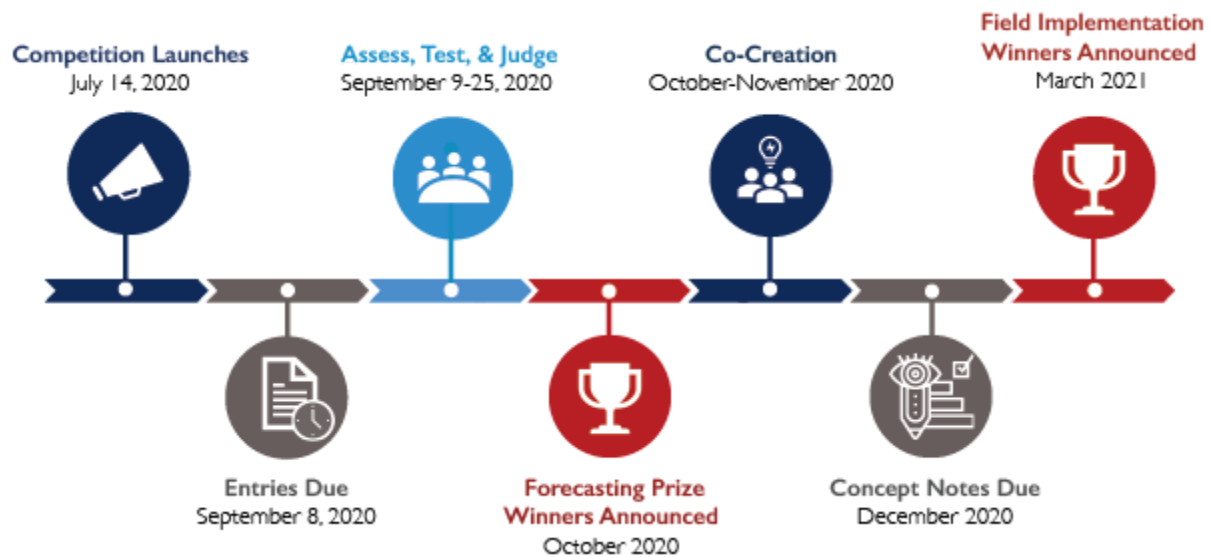 Competition Launches
July 14, 2020
Entries Due
September 8, 2020
Assess, Test, & Judge
September 9-25, 2020
Forecasting Prize
Winners Announced
October 2020
Co-Creation
October-November 2020
Concept Notes Due
December 2020
Field Implementation
Winners Announced
March 2021